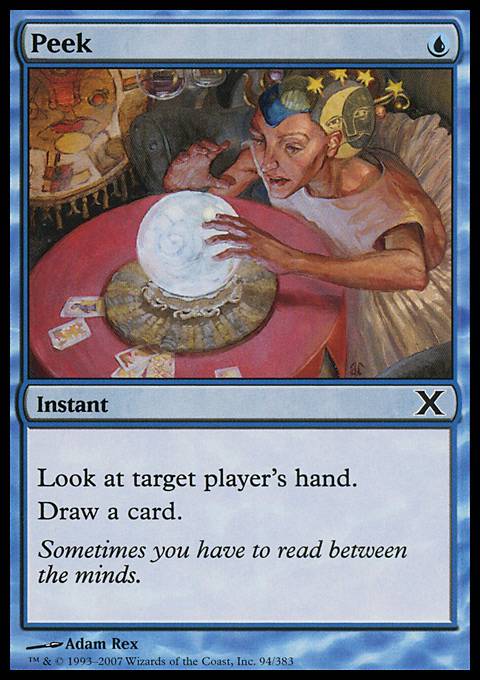 Peek
Instant X
Look at target player's hand.
Draw a card.
Sometimes you have to read between
the minds.
Adam Rex
™ & © 1993–2007 Wizards of the Coast, Inc. 94/383